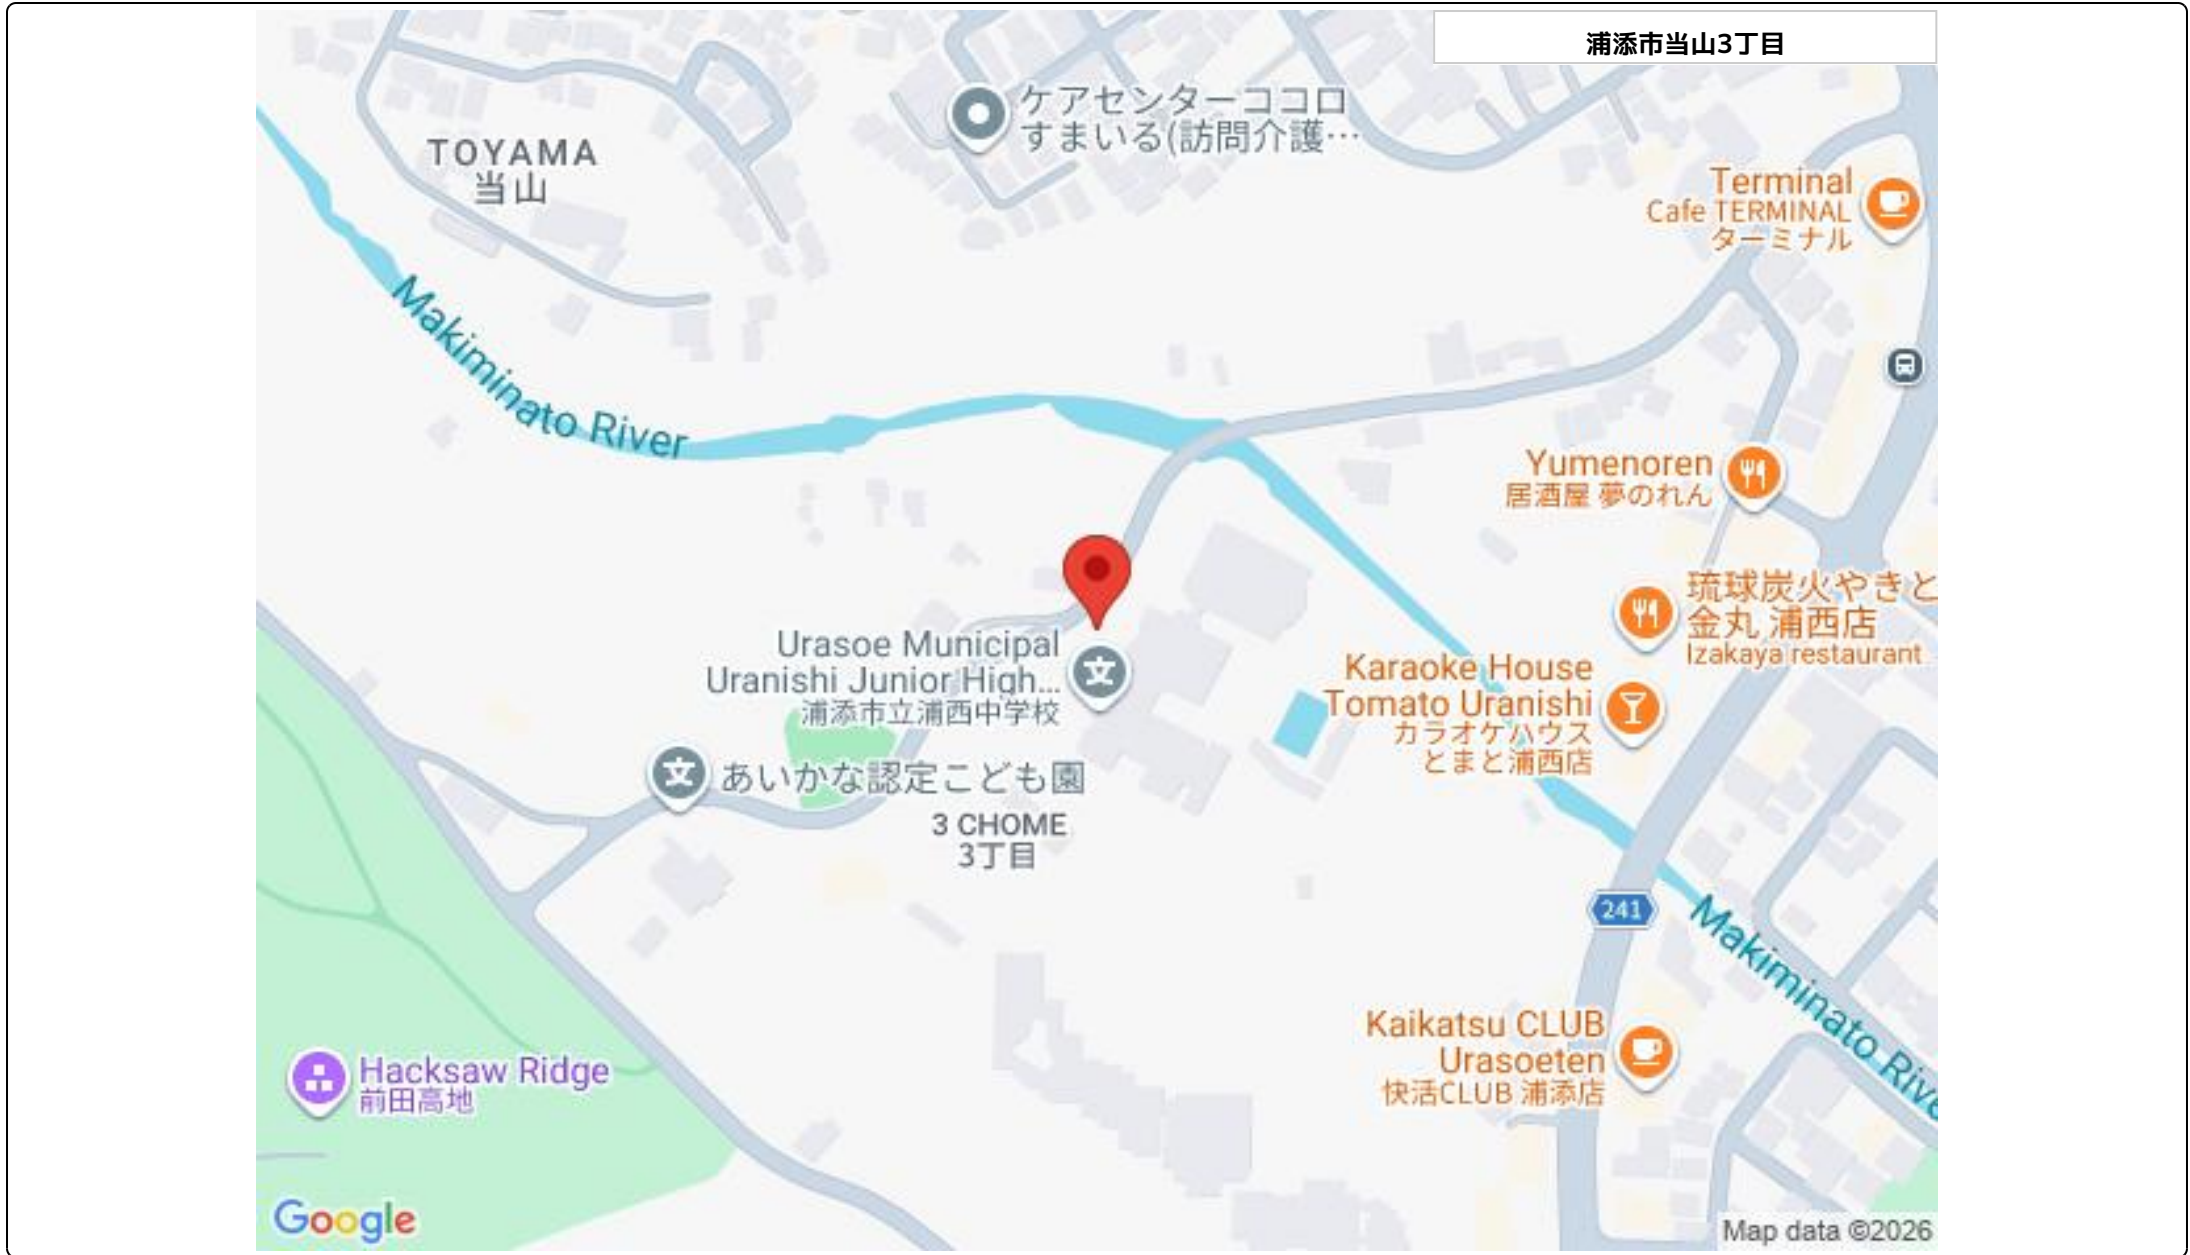 浦添市当山3丁目
ケアセンターココロ
すまいる(訪問介護…
TOYAMA
当山
Terminal
Cafe TERMINAL
ターミナル
Makiminato River
Yumenoren
居酒屋 夢のれん
琉球炭火やきと
金丸 浦西店
Izakaya restaurant
Urasoe Municipal
Uranishi Junior High...
浦添市立浦西中学校
Karaoke House
Tomato Uranishi
カラオケハウス
とまと浦西店
あいかな認定こども園
3 CHOME
3丁目
241
Makiminato Rive
Kaikatsu CLUB
Urasoeten
快活CLUB 浦添店
Hacksaw Ridge
前田高地
Google
Map data ©2026